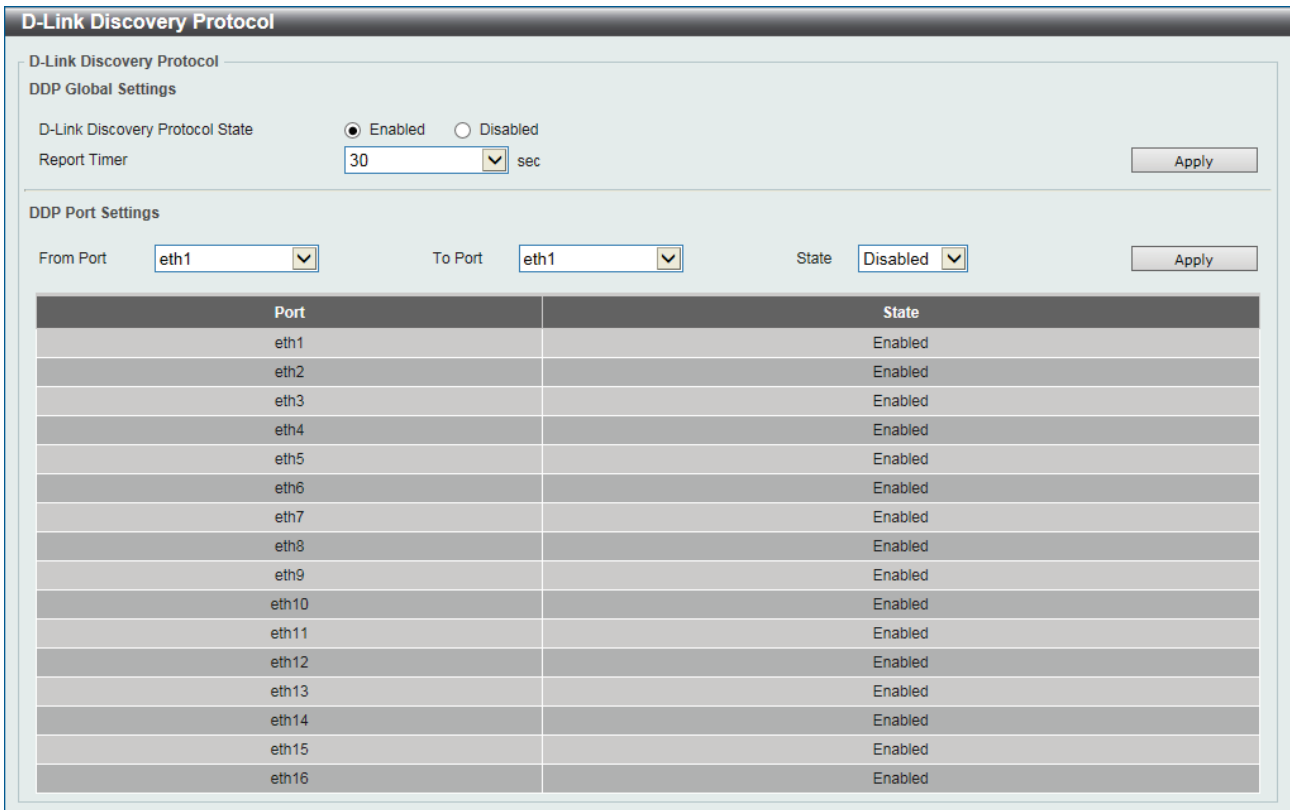 D-Link Discovery Protocol
D-Link Discovery Protocol
DDP Global Settings
D-Link Discovery Protocol State Enabled Disabled
Report Timer 30 sec Apply
DDP Port Settings
From Port eth1 To Port eth1 State Disabled Apply
Port State
eth1 Enabled
eth2 Enabled
eth3 Enabled
eth4 Enabled
eth5 Enabled
eth6 Enabled
eth7 Enabled
eth8 Enabled
eth9 Enabled
eth10 Enabled
eth11 Enabled
eth12 Enabled
eth13 Enabled
eth14 Enabled
eth15 Enabled
eth16 Enabled